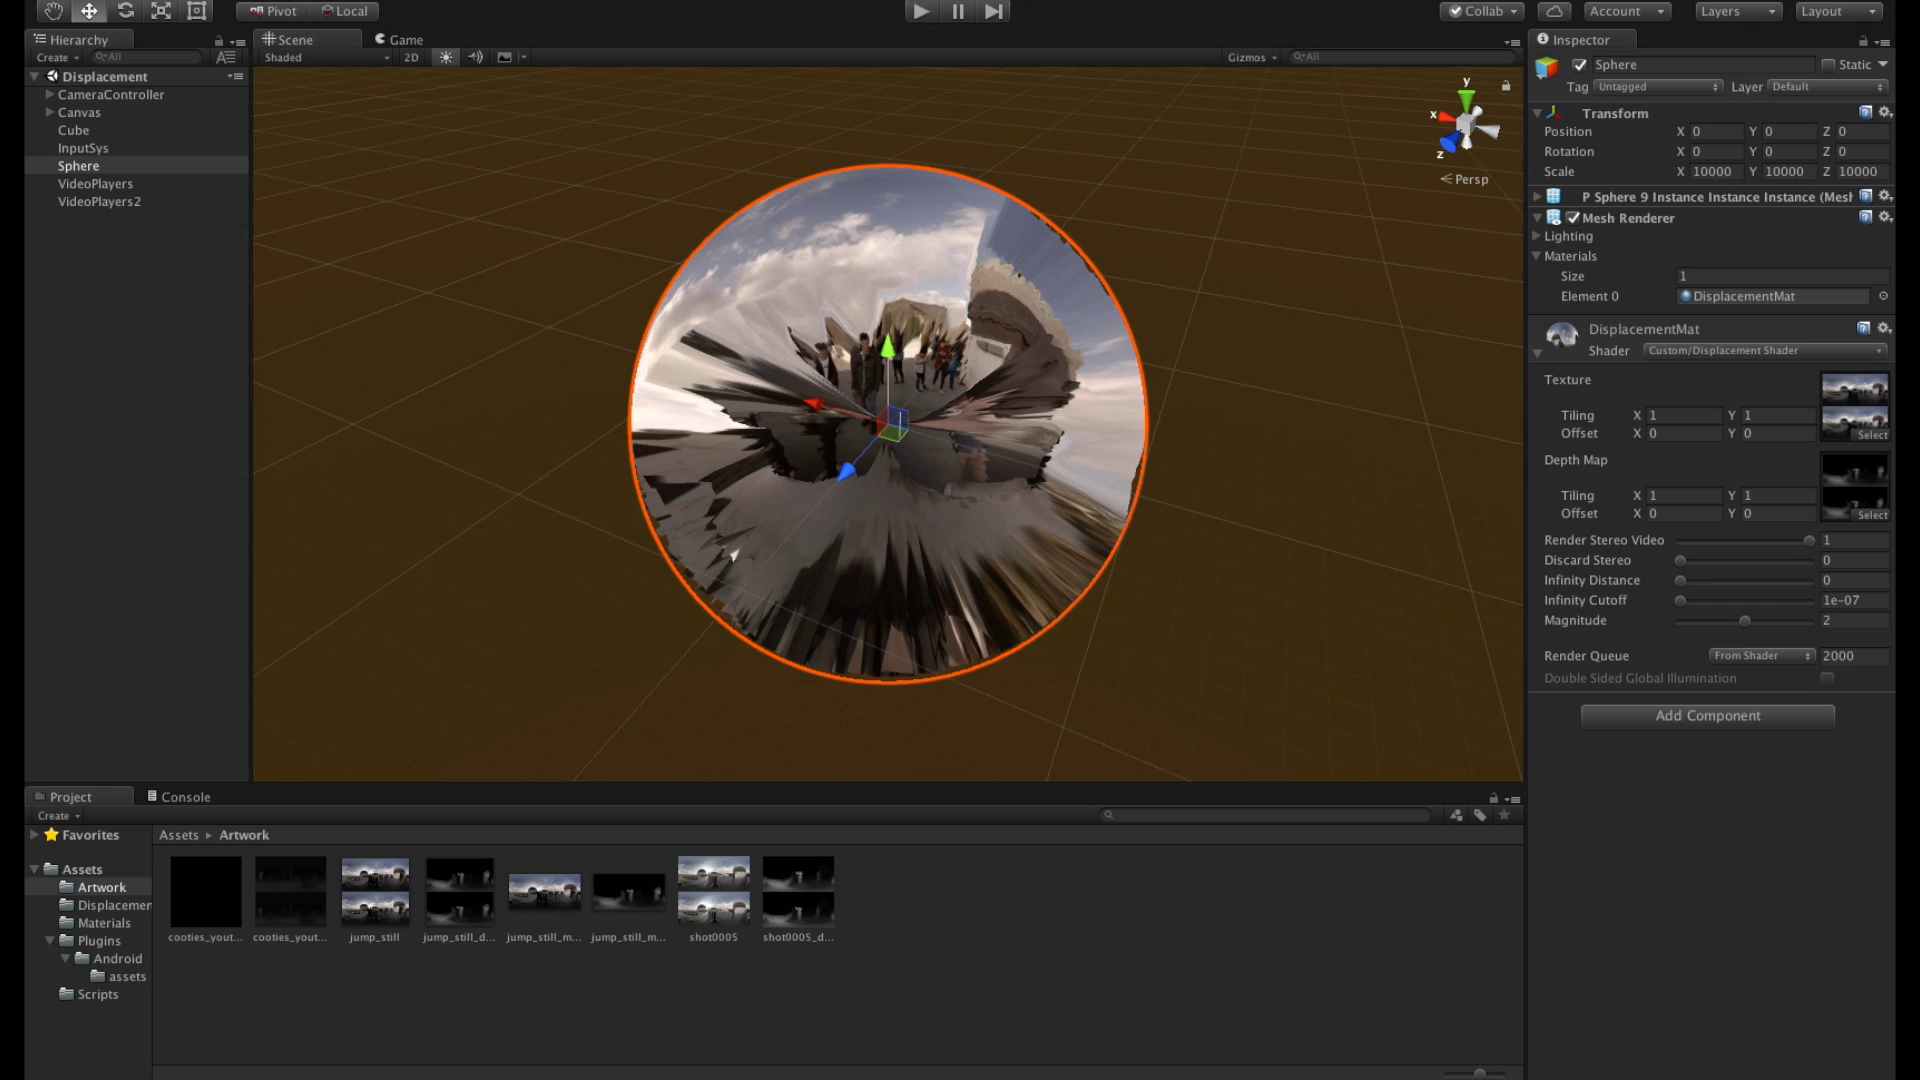 Pivot Local Collab Account Layers Layout
Hierarchy
Create All
Displacement
CameraController
Canvas
Cube
InputSys
Sphere
VideoPlayers
VideoPlayers2
Scene Game
Shaded 2D Gizmos All
y
x
z
Persp
Inspector
Sphere Static
Tag Untagged Layer Default
Transform
Position X 0 Y 0 Z 0
Rotation X 0 Y 0 Z 0
Scale X 10000 Y 10000 Z 10000
P Sphere 9 Instance Instance Instance (Mesh
Mesh Renderer
Lighting
Materials
Size 1
Element 0 DisplacementMat
DisplacementMat
Shader Custom/Displacement Shader
Texture
Tiling X 1 Y 1
Offset X 0 Y 0
Select
Depth Map
Tiling X 1 Y 1
Offset X 0 Y 0
Select
Render Stereo Video 1
Discard Stereo 0
Infinity Distance 0
Infinity Cutoff 1e-07
Magnitude 2
Render Queue From Shader 2000
Double Sided Global Illumination
Add Component
Project Console
Create
Favorites
Assets
Artwork
Displacemen
Materials
Plugins
Android
assets
Scripts
Assets Artwork
cooties_yout... cooties_yout... jump_still jump_still_d... jump_still_m... jump_still_m... shot0005 shot0005_d...